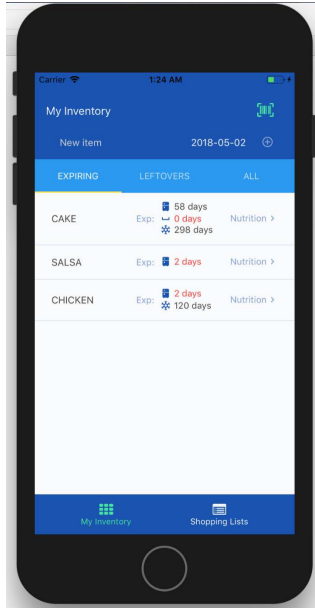 Carrier 1:24 AM
My Inventory
New item 2018-05-02
EXPIRING LEFTOVERS ALL
58 days
CAKE Exp: 0 days Nutrition >
298 days
SALSA Exp: 2 days Nutrition >
2 days
CHICKEN Exp: 120 days Nutrition >
My Inventory Shopping Lists